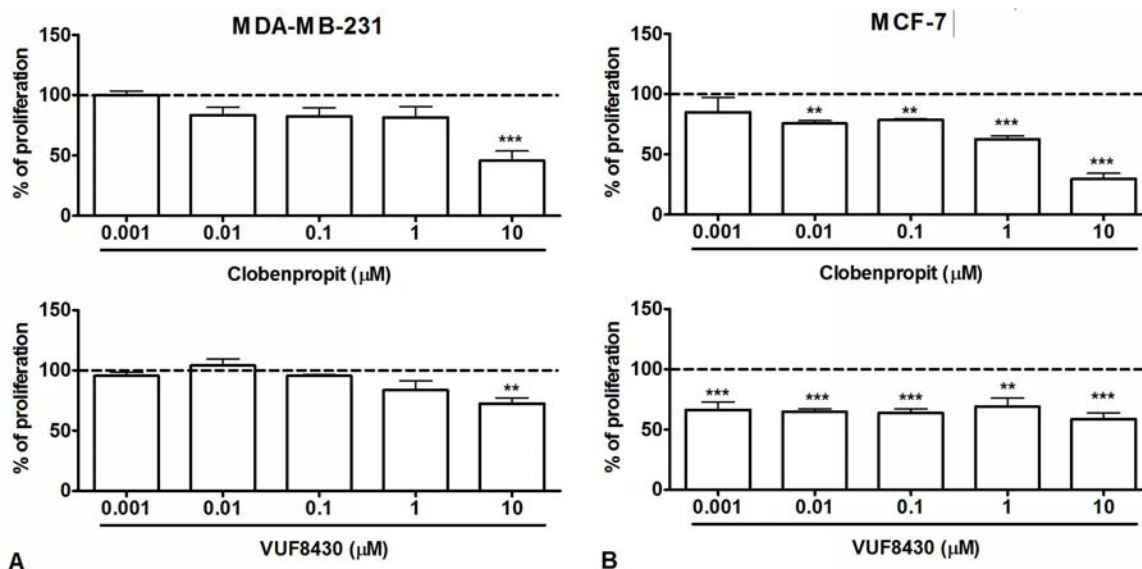 MDA-MB-231
% of proliferation
150
100
50
0
***
0.001 0.01 0.1 1 10
Clobenpropit (μM)
% of proliferation
150
100
50
0
**
0.001 0.01 0.1 1 10
VUF8430 (μM)
A
MCF-7
% of proliferation
150
100
50
0
** ** *** ***
0.001 0.01 0.1 1 10
Clobenpropit (μM)
% of proliferation
150
100
50
0
*** *** *** ** ***
0.001 0.01 0.1 1 10
VUF8430 (μM)
B